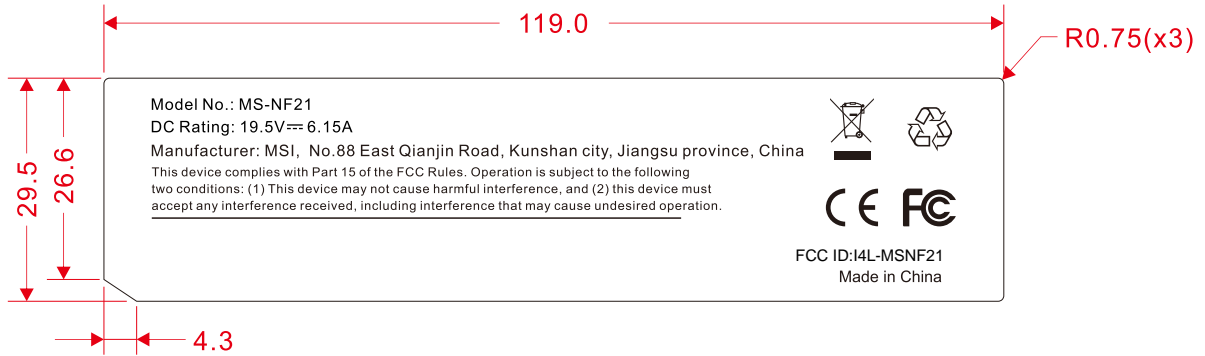 119.0
R0.75(x3)
29.5
26.6
Model No.: MS-NF21
DC Rating: 19.5V⎓ 6.15A
Manufacturer: MSI, No.88 East Qianjin Road, Kunshan city, Jiangsu province, China
This device complies with Part 15 of the FCC Rules. Operation is subject to the following
two conditions: (1) This device may not cause harmful interference, and (2) this device must
accept any interference received, including interference that may cause undesired operation.
CE FC
FCC ID:I4L-MSNF21
Made in China
4.3